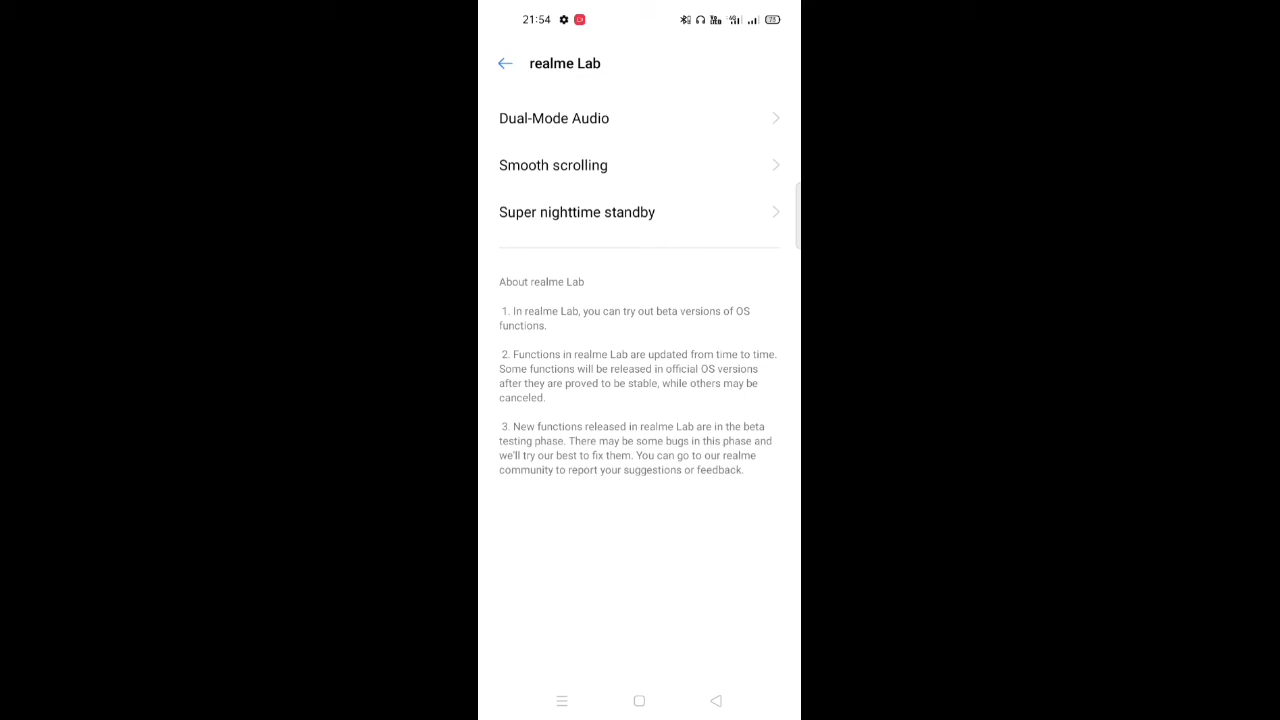 21:54
realme Lab
Dual-Mode Audio
Smooth scrolling
Super nighttime standby
About realme Lab
1. In realme Lab, you can try out beta versions of OS
functions.
2. Functions in realme Lab are updated from time to time.
Some functions will be released in official OS versions
after they are proved to be stable, while others may be
canceled.
3. New functions released in realme Lab are in the beta
testing phase. There may be some bugs in this phase and
we'll try our best to fix them. You can go to our realme
community to report your suggestions or feedback.